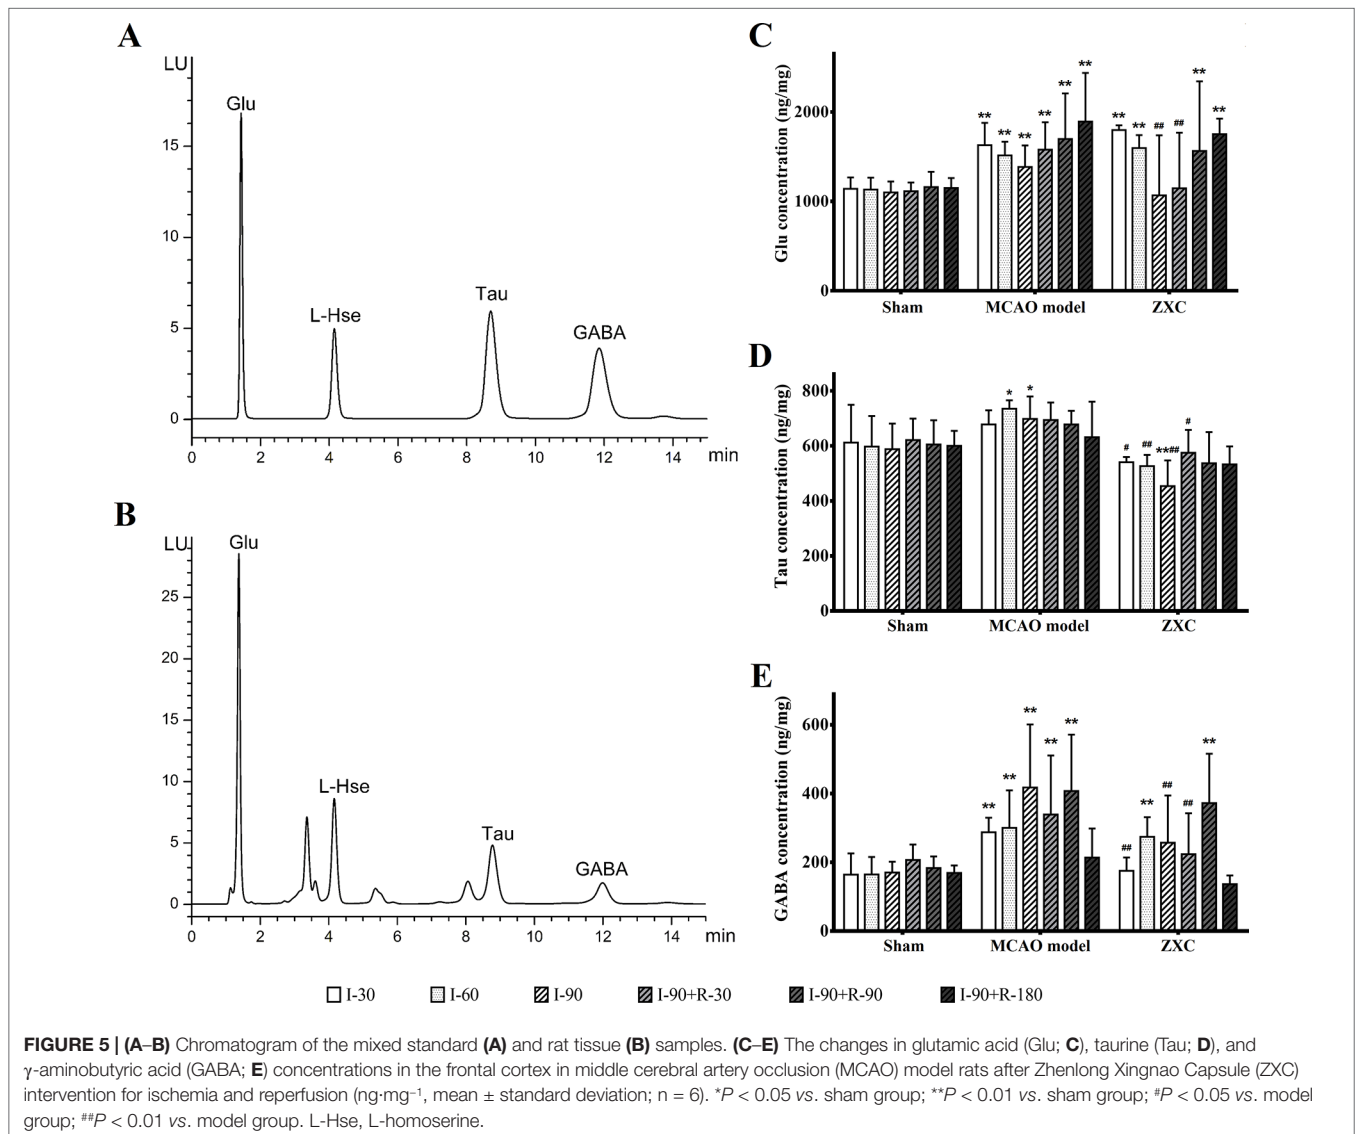 A
LU
Glu
15
10
5
0
L-Hse
Tau
GABA
0 2 4 6 8 10 12 14 min
B
LU
Glu
25
20
15
10
5
0
L-Hse
Tau
GABA
0 2 4 6 8 10 12 14 min
C
Glu concentration (ng/mg)
2000
1000
0
** ** ** ** ** ** ** ** ## ## ** **
Sham MCAO model ZXC
D
Tau concentration (ng/mg)
800
600
400
200
0
* * # ## **## #
Sham MCAO model ZXC
E
GABA concentration (ng/mg)
600
400
200
0
** ** ** ** ** ## ** ## ## **
Sham MCAO model ZXC
I-30 I-60 I-90 I-90+R-30 I-90+R-90 I-90+R-180
FIGURE 5 | (A–B) Chromatogram of the mixed standard (A) and rat tissue (B) samples. (C–E) The changes in glutamic acid (Glu; C), taurine (Tau; D), and
γ-aminobutyric acid (GABA; E) concentrations in the frontal cortex in middle cerebral artery occlusion (MCAO) model rats after Zhenlong Xingnao Capsule (ZXC)
intervention for ischemia and reperfusion (ng·mg⁻¹, mean ± standard deviation; n = 6). *P < 0.05 vs. sham group; **P < 0.01 vs. sham group; #P < 0.05 vs. model
group; ##P < 0.01 vs. model group. L-Hse, L-homoserine.